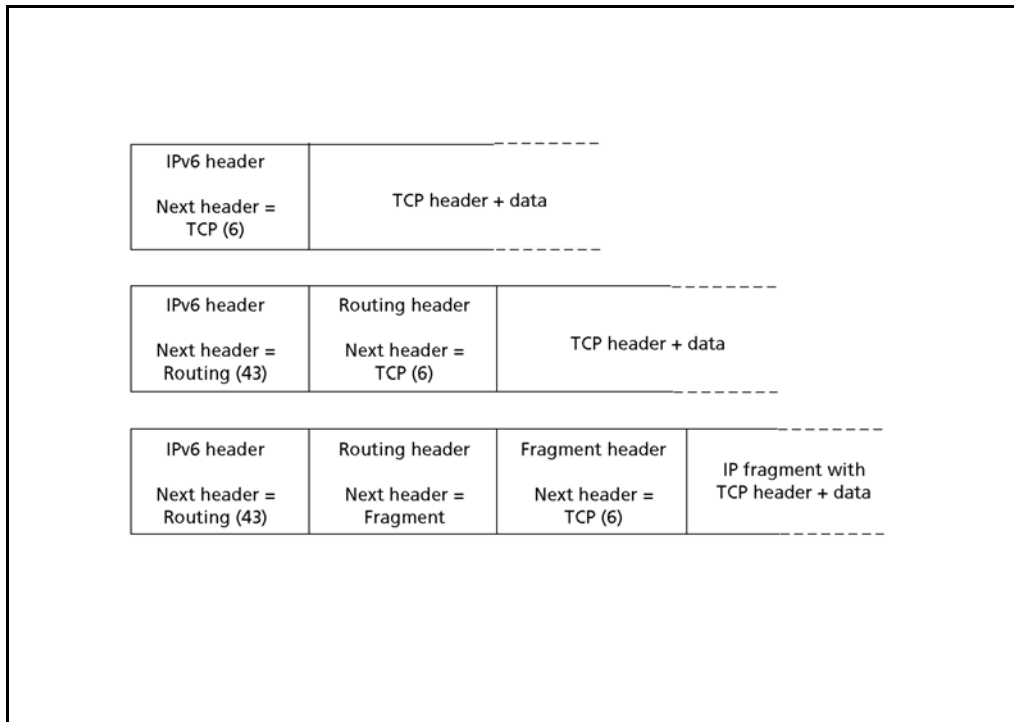 IPv6 header
Next header =
TCP (6)
TCP header + data
IPv6 header
Next header =
Routing (43)
Routing header
Next header =
TCP (6)
TCP header + data
IPv6 header
Next header =
Routing (43)
Routing header
Next header =
Fragment
Fragment header
Next header =
TCP (6)
IP fragment with
TCP header + data